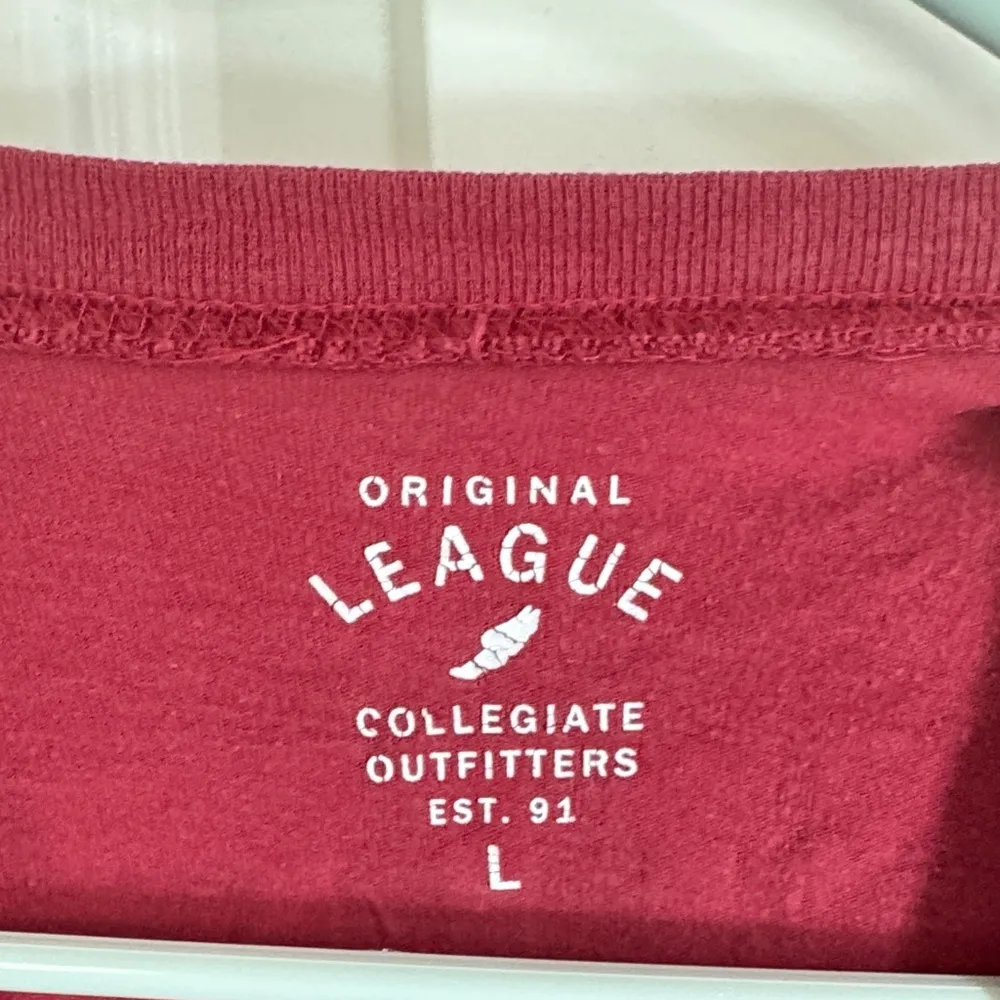 ORIGINAL
LEAGUE
COLLEGIATE
OUTFITTERS
EST. 91
L